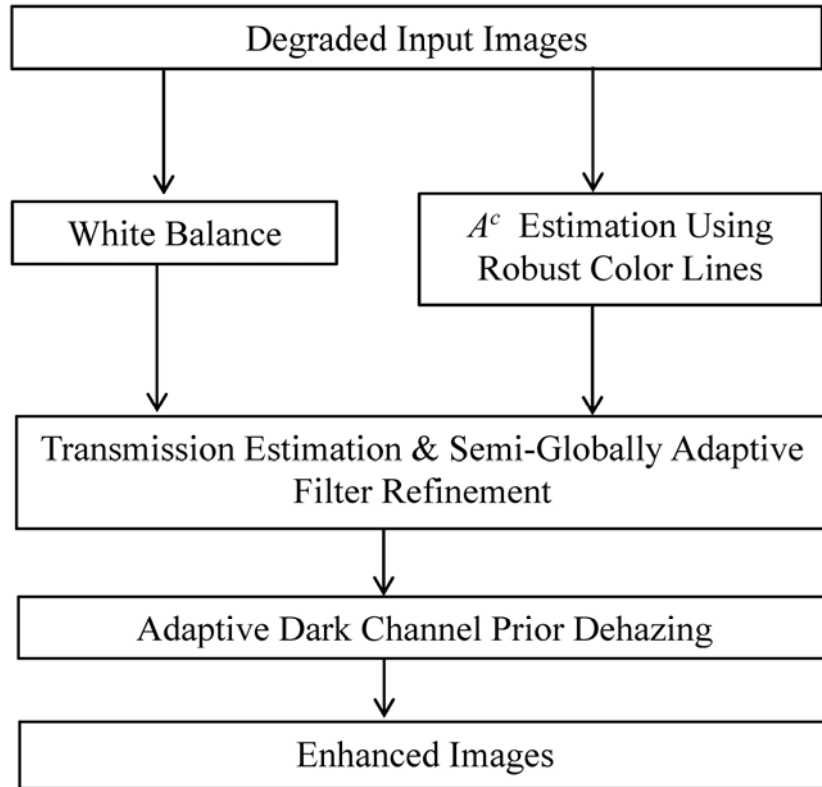 Degraded Input Images
White Balance
A^c Estimation Using
Robust Color Lines
Transmission Estimation & Semi-Globally Adaptive
Filter Refinement
Adaptive Dark Channel Prior Dehazing
Enhanced Images